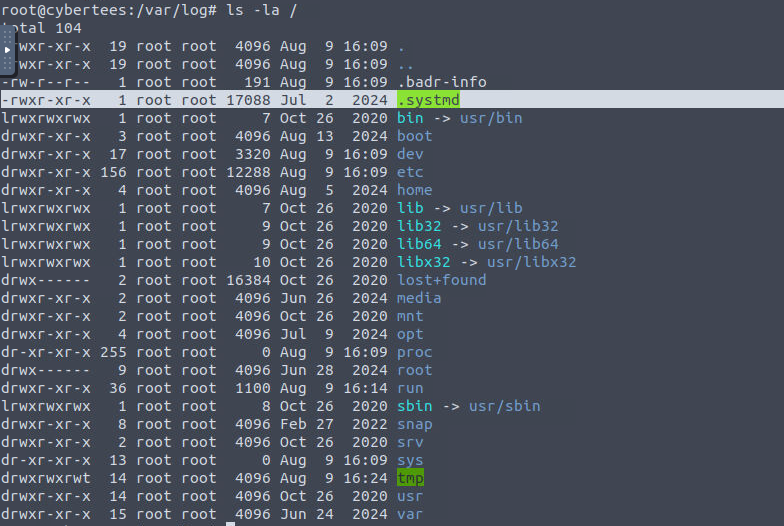 root@cybertees:/var/log# ls -la /
total 104
drwxr-xr-x  19 root root  4096 Aug  9 16:09 .
drwxr-xr-x  19 root root  4096 Aug  9 16:09 ..
-rw-r--r--   1 root root   191 Aug  9 16:09 .badr-info
-rwxr-xr-x   1 root root 17088 Jul  2  2024 .systmd
lrwxrwxrwx   1 root root     7 Oct 26  2020 bin -> usr/bin
drwxr-xr-x   3 root root  4096 Aug 13  2024 boot
drwxr-xr-x  17 root root  3320 Aug  9 16:09 dev
drwxr-xr-x 156 root root 12288 Aug  9 16:09 etc
drwxr-xr-x   4 root root  4096 Aug  5  2024 home
lrwxrwxrwx   1 root root     7 Oct 26  2020 lib -> usr/lib
lrwxrwxrwx   1 root root     9 Oct 26  2020 lib32 -> usr/lib32
lrwxrwxrwx   1 root root     9 Oct 26  2020 lib64 -> usr/lib64
lrwxrwxrwx   1 root root    10 Oct 26  2020 libx32 -> usr/libx32
drwx------   2 root root 16384 Oct 26  2020 lost+found
drwxr-xr-x   2 root root  4096 Jun 26  2024 media
drwxr-xr-x   2 root root  4096 Oct 26  2020 mnt
drwxr-xr-x   4 root root  4096 Jul  9  2024 opt
dr-xr-xr-x 255 root root     0 Aug  9 16:09 proc
drwx------   9 root root  4096 Jun 28  2024 root
drwxr-xr-x  36 root root  1100 Aug  9 16:14 run
lrwxrwxrwx   1 root root     8 Oct 26  2020 sbin -> usr/sbin
drwxr-xr-x   8 root root  4096 Feb 27  2022 snap
drwxr-xr-x   2 root root  4096 Oct 26  2020 srv
dr-xr-xr-x  13 root root     0 Aug  9 16:09 sys
drwxrwxrwt  14 root root  4096 Aug  9 16:24 tmp
drwxr-xr-x  14 root root  4096 Oct 26  2020 usr
drwxr-xr-x  15 root root  4096 Jun 24  2024 var